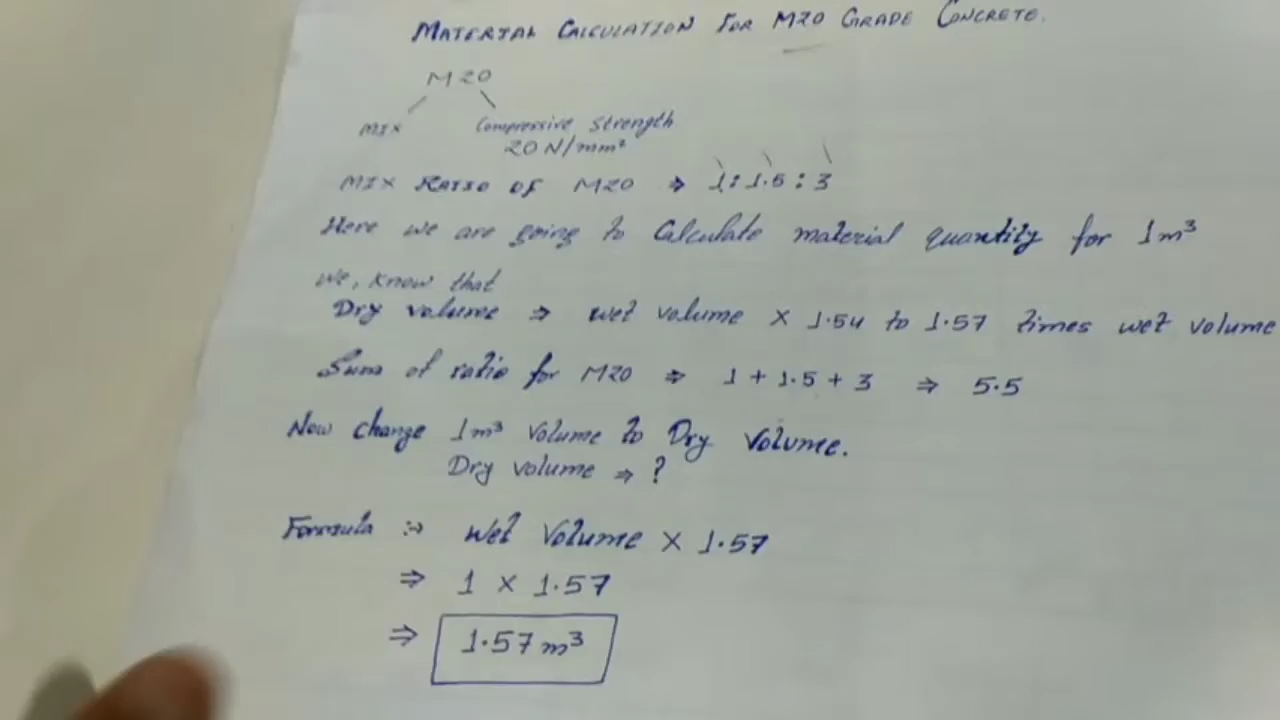 MATERIAL CALCULATION FOR M20 GRADE CONCRETE.
M20
MIX
Compressive Strength
20 N/mm²
MIX RATIO OF M20 ⇒ 1:1.5:3
Here we are going to Calculate material quantity for 1m³
We, know that
Dry volume ⇒ wet volume X 1.54 to 1.57 times wet volume
Sum of ratio for M20 ⇒ 1 + 1.5 + 3 ⇒ 5.5
Now change 1m³ Volume to Dry Volume.
Dry volume ⇒ ?
Formula :→ Wet Volume X 1.57
⇒ 1 X 1.57
⇒ 1.57 m³